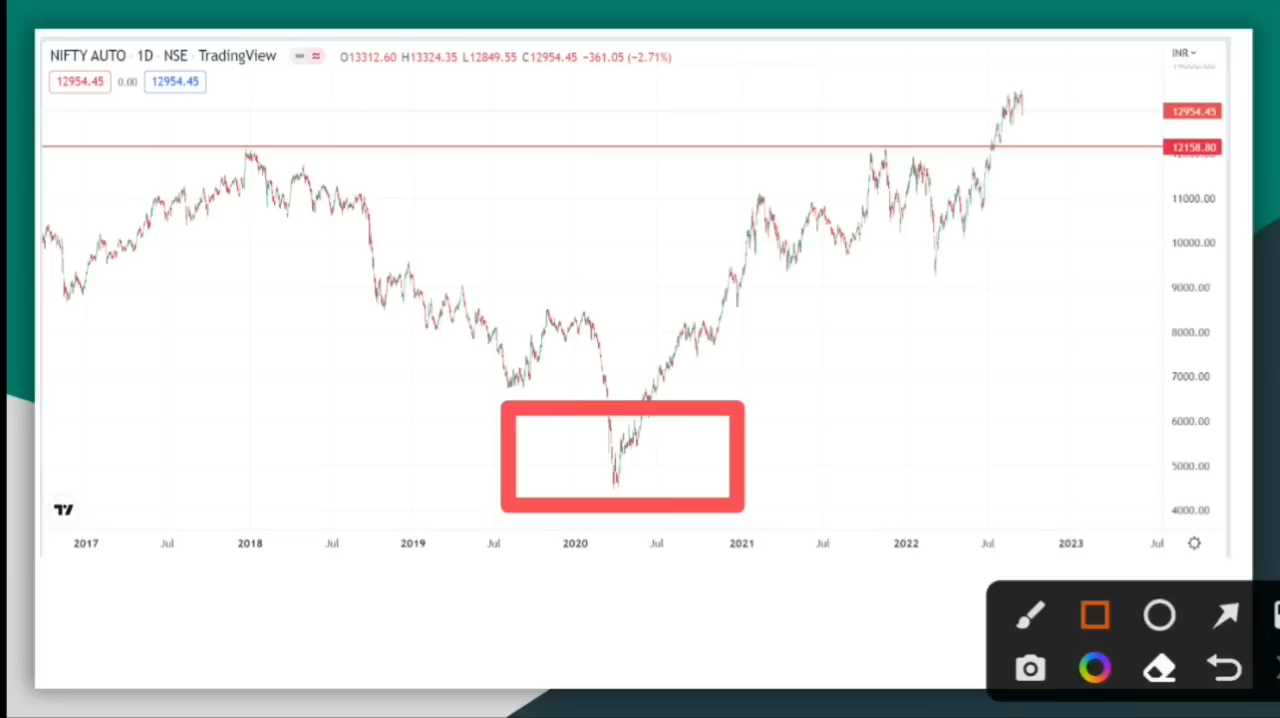 NIFTY AUTO · 1D · NSE · TradingView O13312.60 H13324.35 L12849.55 C12954.45 −361.05 (−2.71%)
INR
12954.45 0.00 12954.45
14000.00
12954.45
12158.80
11000.00
10000.00
9000.00
8000.00
7000.00
6000.00
5000.00
4000.00
2017 Jul 2018 Jul 2019 Jul 2020 Jul 2021 Jul 2022 Jul 2023 Jul